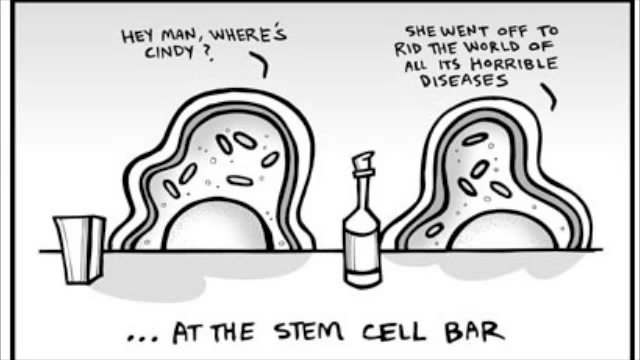 HEY MAN, WHERE'S
CINDY?
SHE WENT OFF TO
RID THE WORLD OF
ALL ITS HORRIBLE
DISEASES
... AT THE STEM CELL BAR